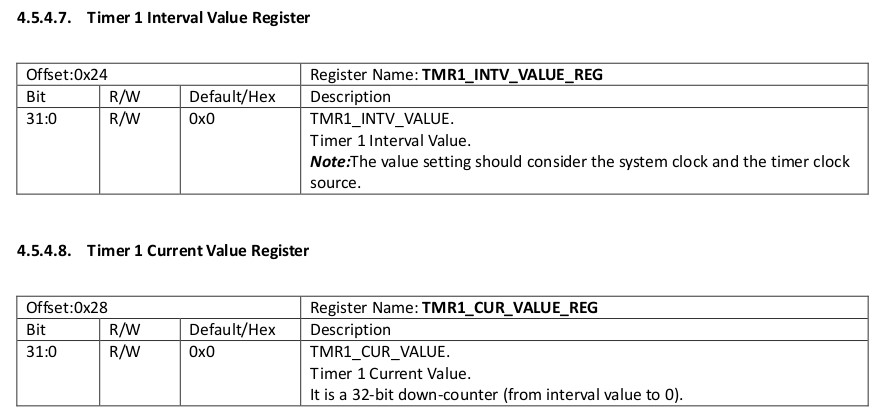 4.5.4.7. Timer 1 Interval Value Register
Offset:0x24 Register Name: TMR1_INTV_VALUE_REG
Bit R/W Default/Hex Description
31:0 R/W 0x0 TMR1_INTV_VALUE.
Timer 1 Interval Value.
Note:The value setting should consider the system clock and the timer clock
source.
4.5.4.8. Timer 1 Current Value Register
Offset:0x28 Register Name: TMR1_CUR_VALUE_REG
Bit R/W Default/Hex Description
31:0 R/W 0x0 TMR1_CUR_VALUE.
Timer 1 Current Value.
It is a 32-bit down-counter (from interval value to 0).